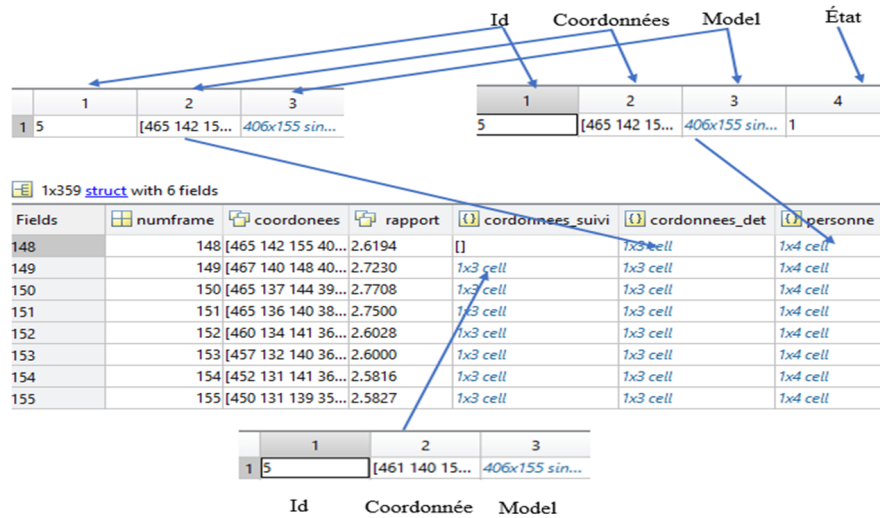 Id Coordonnées Model État
1 2 3
1 5 [465 142 15... 406x155 sin...
1 2 3 4
5 [465 142 15... 406x155 sin... 1
1x359 struct with 6 fields
Fields numframe coordonees rapport cordonnees_suivi cordonnees_det personne
148 148 [465 142 155 40... 2.6194 [] 1x3 cell 1x4 cell
149 149 [467 140 148 40... 2.7230 1x3 cell 1x3 cell 1x4 cell
150 150 [465 137 144 39... 2.7708 1x3 cell 1x3 cell 1x4 cell
151 151 [465 136 140 38... 2.7500 1x3 cell 1x3 cell 1x4 cell
152 152 [460 134 141 36... 2.6028 1x3 cell 1x3 cell 1x4 cell
153 153 [457 132 140 36... 2.6000 1x3 cell 1x3 cell 1x4 cell
154 154 [452 131 141 36... 2.5816 1x3 cell 1x3 cell 1x4 cell
155 155 [450 131 139 35... 2.5827 1x3 cell 1x3 cell 1x4 cell
1 2 3
1 5 [461 140 15... 406x155 sin...
Id Coordonnée Model